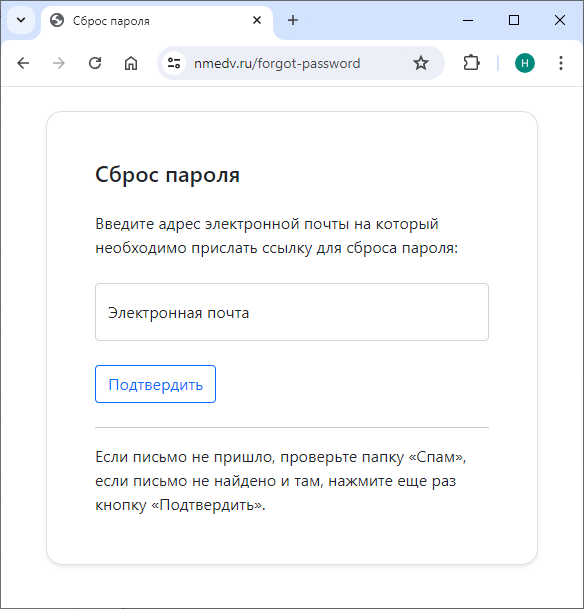 Сброс пароля
nmedv.ru/forgot-password
H
Сброс пароля
Введите адрес электронной почты на который
необходимо прислать ссылку для сброса пароля:
Электронная почта
Подтвердить
Если письмо не пришло, проверьте папку «Спам»,
если письмо не найдено и там, нажмите еще раз
кнопку «Подтвердить».